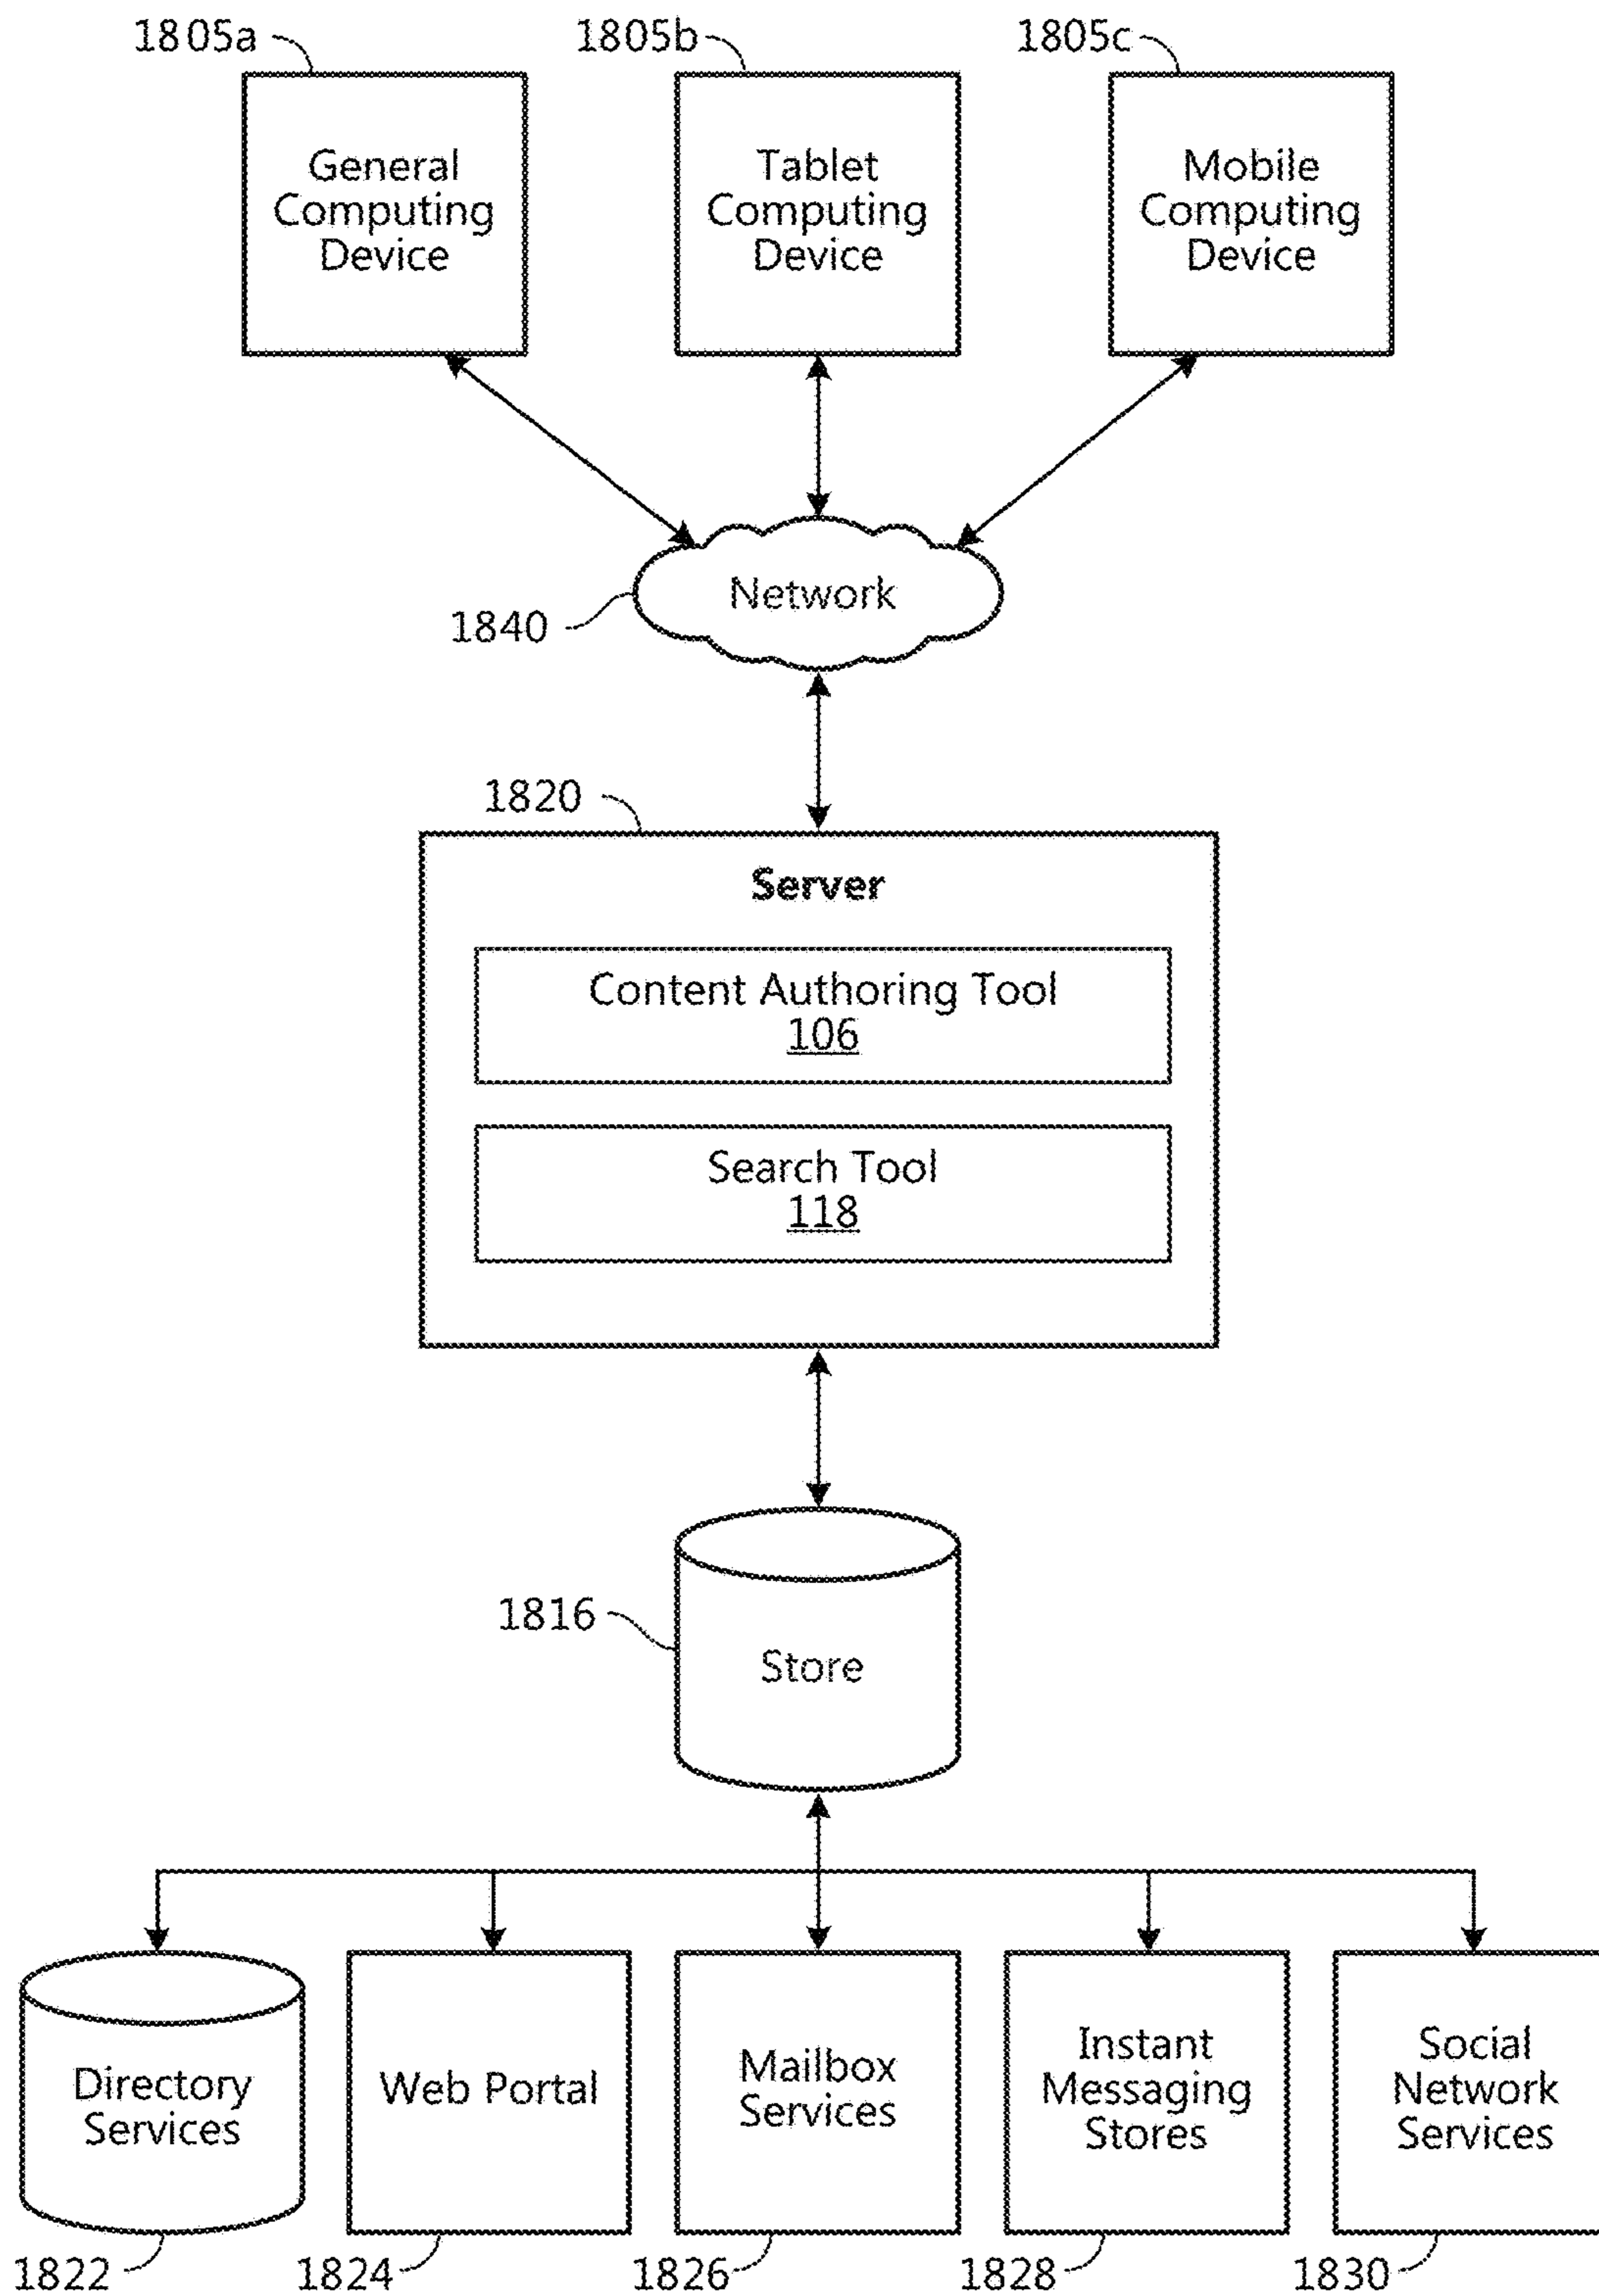 1805a
1805b
1805c
General
Computing
Device
Tablet
Computing
Device
Mobile
Computing
Device
Network
1840
1820
Server
Content Authoring Tool
106
Search Tool
118
1816
Store
Directory
Services
Web Portal
Mailbox
Services
Instant
Messaging
Stores
Social
Network
Services
1822
1824
1826
1828
1830